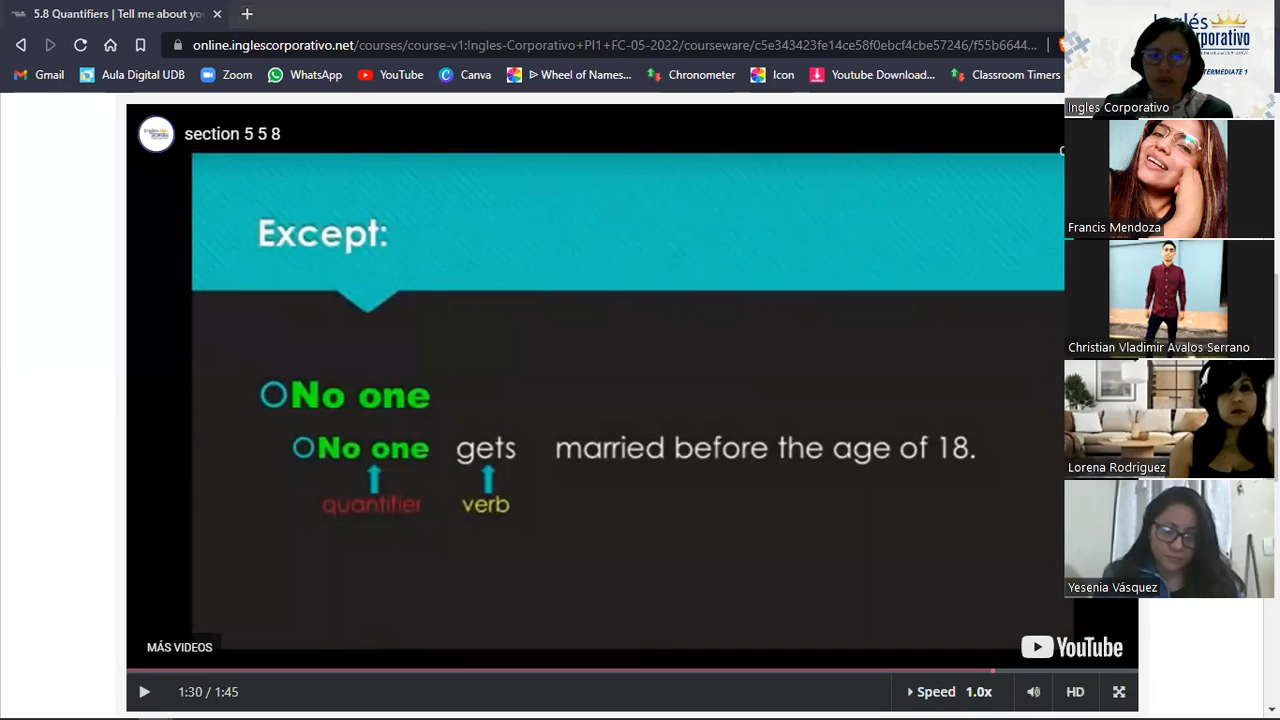 5.8 Quantifiers | Tell me about you
online.inglescorporativo.net/courses/course-v1:Ingles-Corporativo+PI1+FC-05-2022/courseware/c5e343423fe14ce58f0ebcf4cbe57246/f55b6644...
Gmail Aula Digital UDB Zoom WhatsApp YouTube Canva ᐅ Wheel of Names... Chronometer Icon Youtube Download... Classroom Timers
section 5 5 8
Except:
No one
No one gets married before the age of 18.
quantifier verb
MÁS VIDEOS
YouTube
1:30 / 1:45
Speed 1.0x
HD
Inglés
INTERMEDIATE 1
Ingles Corporativo
Francis Mendoza
Christian Vladimir Avalos Serrano
Lorena Rodriguez
Yesenia Vásquez